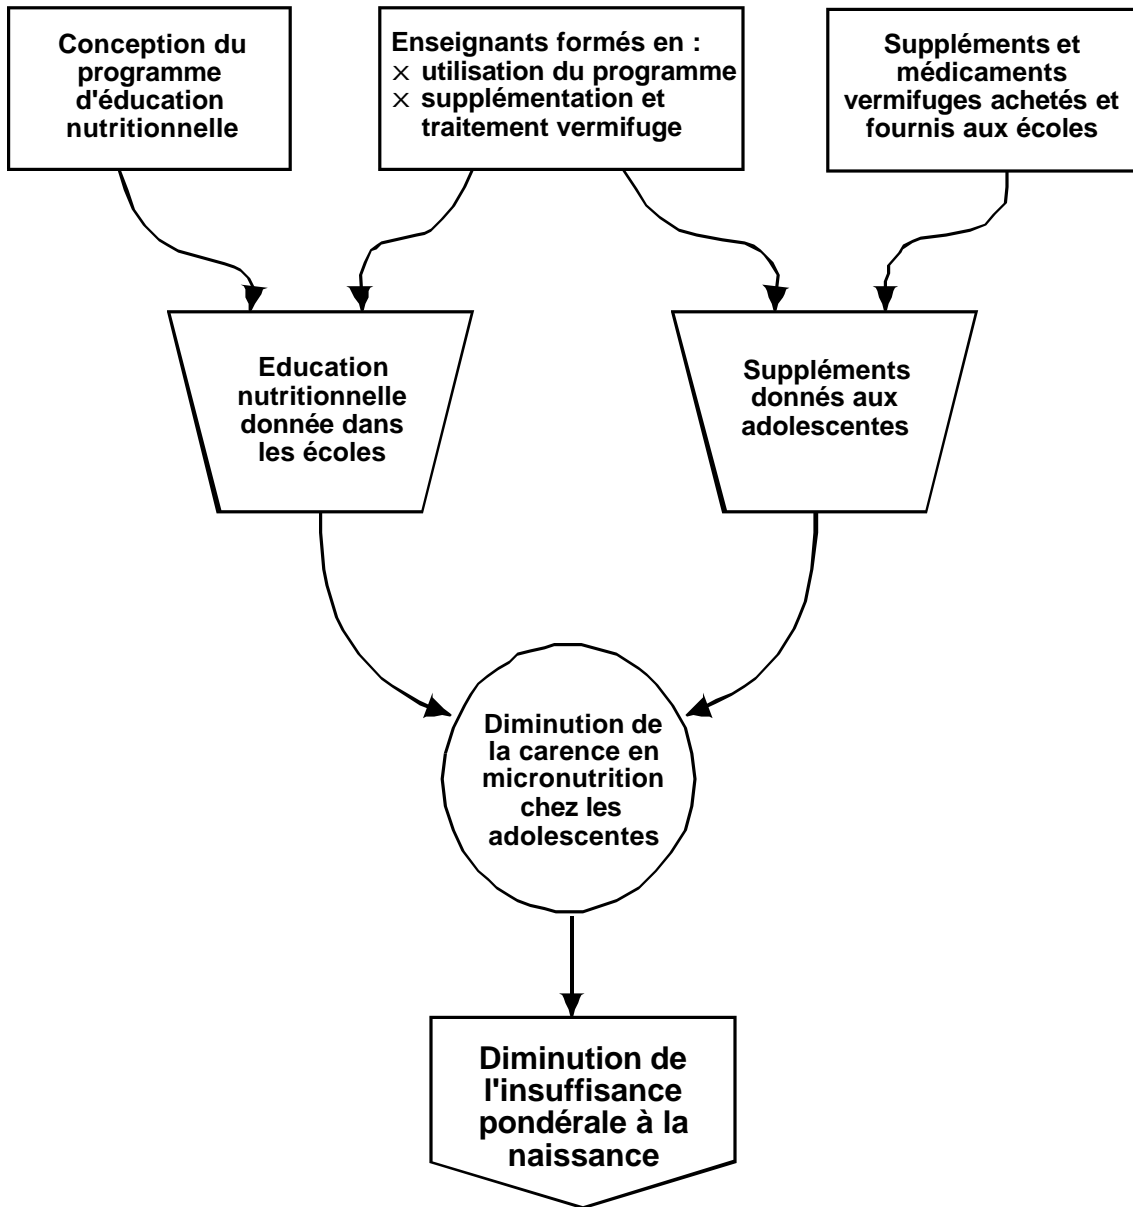 Conception du
programme
d'éducation
nutritionnelle
Enseignants formés en :
× utilisation du programme
× supplémentation et
traitement vermifuge
Suppléments et
médicaments
vermifuges achetés et
fournis aux écoles
Education
nutritionnelle
donnée dans
les écoles
Suppléments
donnés aux
adolescentes
Diminution de
la carence en
micronutrition
chez les
adolescentes
Diminution de
l'insuffisance
pondérale à la
naissance